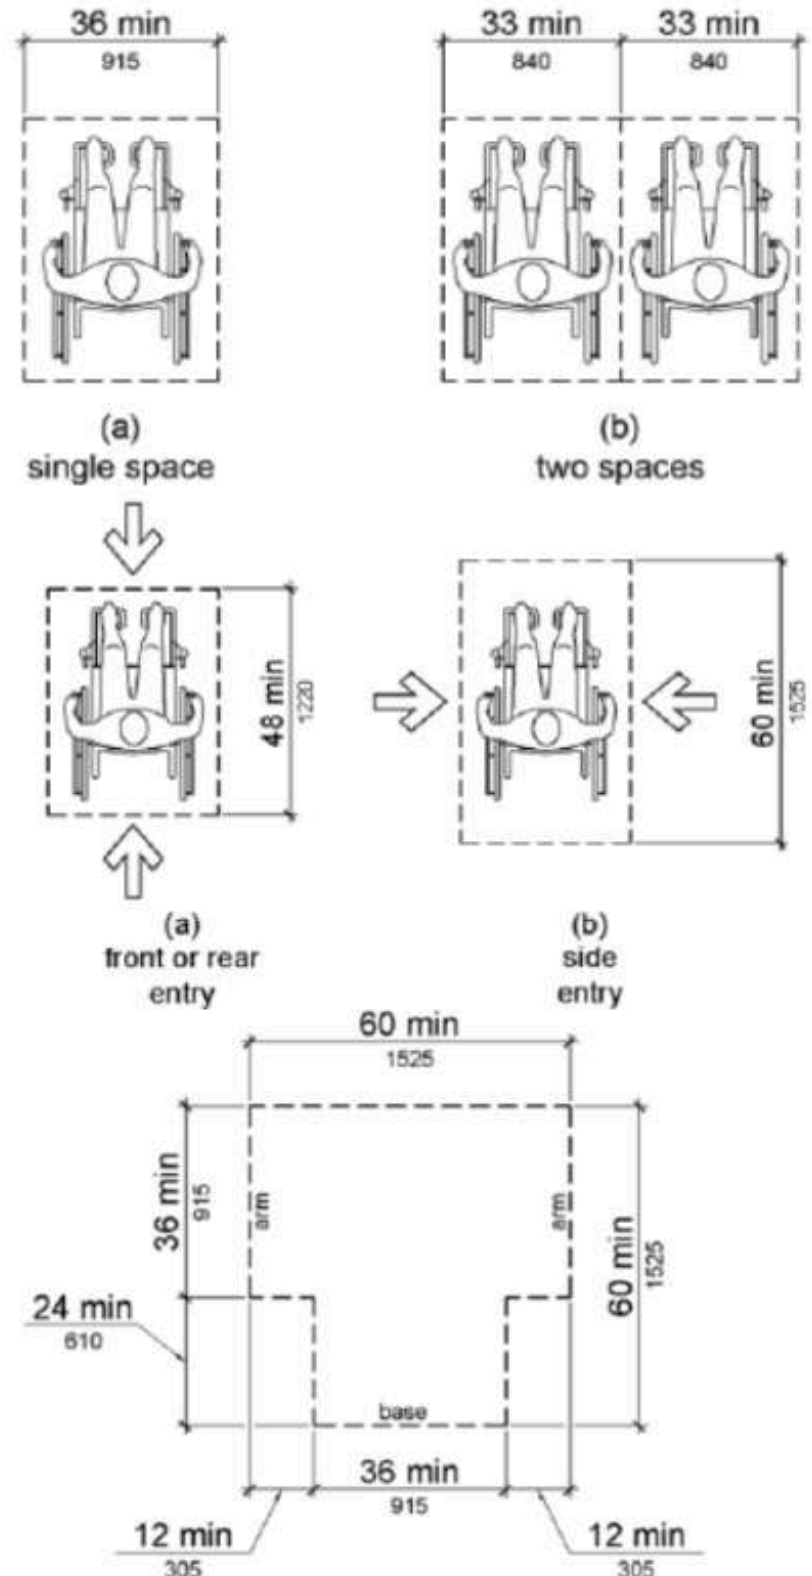 36 min
915
33 min 33 min
840 840
(a) (b)
single space two spaces
48 min
1220
60 min
1525
(a) (b)
front or rear side
entry entry
60 min
1525
36 min
915
arm arm
60 min
1525
24 min
610
base
36 min
915
12 min 12 min
305 305